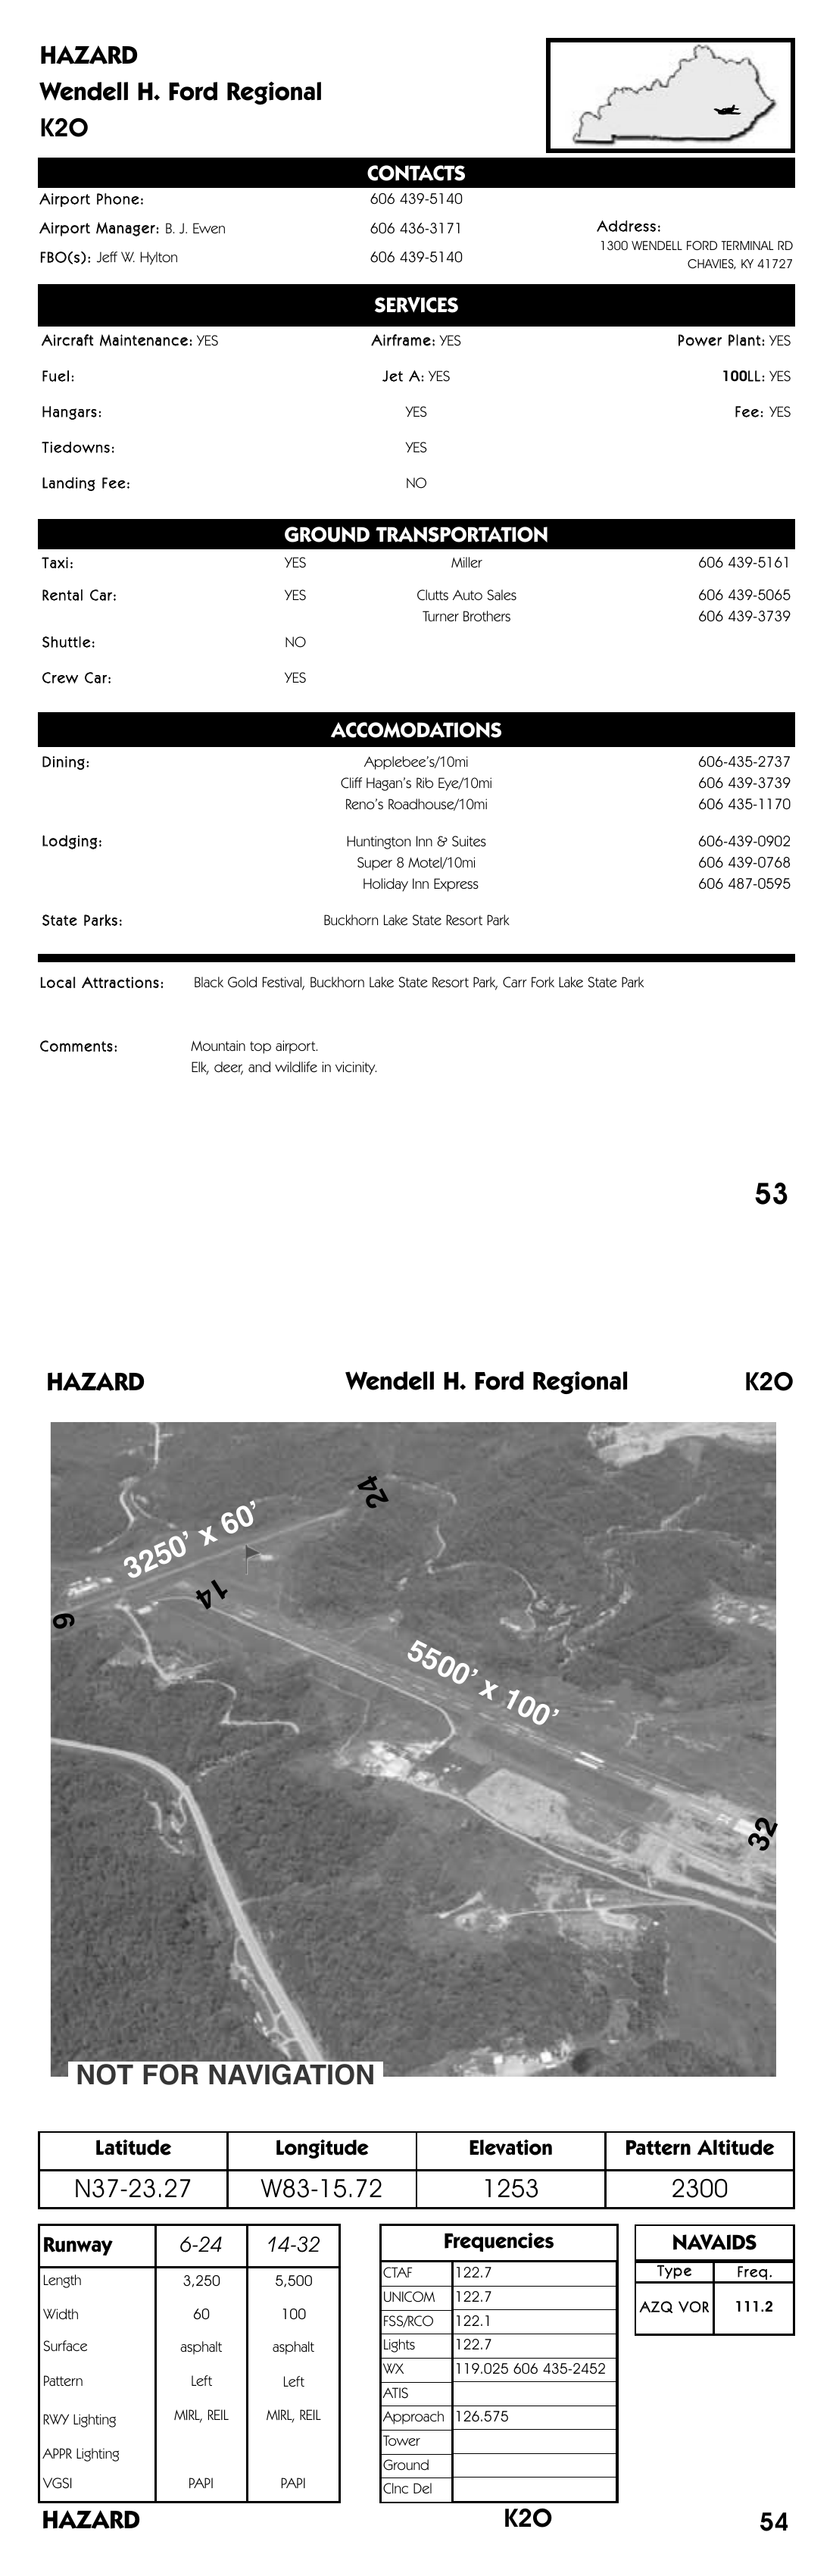 HAZARD
Wendell H. Ford Regional
K2O
CONTACTS
Airport Phone: 606 439-5140
Airport Manager: B. J. Ewen 606 436-3171
FBO(s): Jeff W. Hylton 606 439-5140
Address:
1300 WENDELL FORD TERMINAL RD
CHAVIES, KY 41727
SERVICES
Aircraft Maintenance: YES Airframe: YES Power Plant: YES
Fuel: Jet A: YES 100LL: YES
Hangars: YES Fee: YES
Tiedowns: YES
Landing Fee: NO
GROUND TRANSPORTATION
Taxi: YES Miller 606 439-5161
Rental Car: YES Clutts Auto Sales 606 439-5065
Turner Brothers 606 439-3739
Shuttle: NO
Crew Car: YES
ACCOMODATIONS
Dining: Applebee's/10mi 606-435-2737
Cliff Hagan's Rib Eye/10mi 606 439-3739
Reno's Roadhouse/10mi 606 435-1170
Lodging: Huntington Inn & Suites 606-439-0902
Super 8 Motel/10mi 606 439-0768
Holiday Inn Express 606 487-0595
State Parks: Buckhorn Lake State Resort Park
Local Attractions: Black Gold Festival, Buckhorn Lake State Resort Park, Carr Fork Lake State Park
Comments: Mountain top airport.
Elk, deer, and wildlife in vicinity.
53
HAZARD Wendell H. Ford Regional K2O
24
3250' x 60'
14
6
5500' x 100'
32
NOT FOR NAVIGATION
Latitude Longitude Elevation Pattern Altitude
N37-23.27 W83-15.72 1253 2300
Runway 6-24 14-32
Length 3,250 5,500
Width 60 100
Surface asphalt asphalt
Pattern Left Left
RWY Lighting MIRL, REIL MIRL, REIL
APPR Lighting
VGSI PAPI PAPI
Frequencies
CTAF 122.7
UNICOM 122.7
FSS/RCO 122.1
Lights 122.7
WX 119.025 606 435-2452
ATIS
Approach 126.575
Tower
Ground
Clnc Del
NAVAIDS
Type Freq.
AZQ VOR 111.2
HAZARD K2O 54